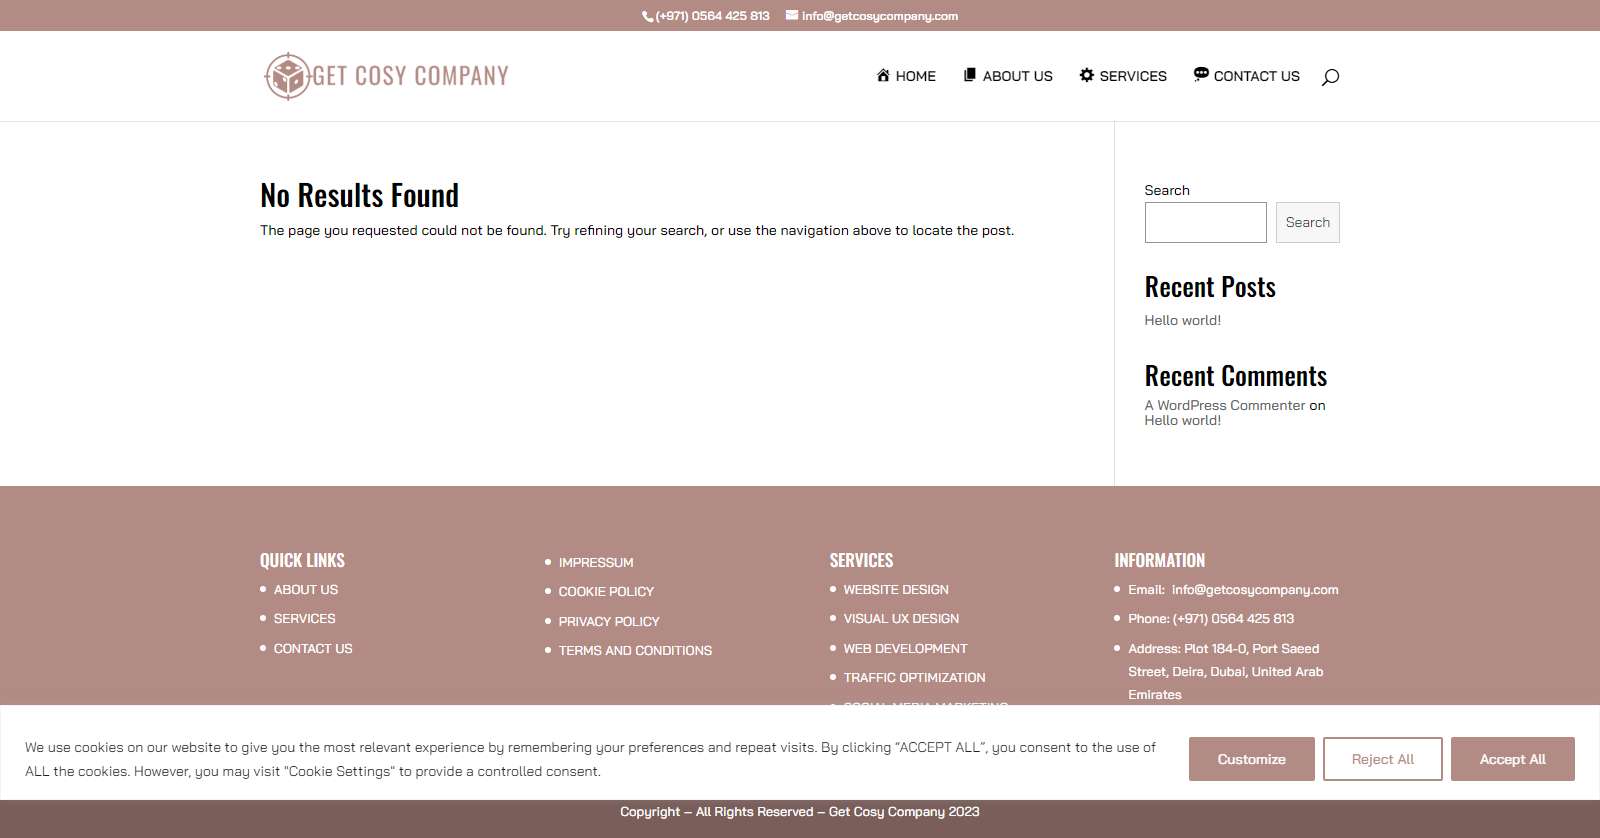 (+971) 0564 425 813 info@getcosycompany.com
GET COSY COMPANY
HOME ABOUT US SERVICES CONTACT US
No Results Found
The page you requested could not be found. Try refining your search, or use the navigation above to locate the post.
Search
Search
Recent Posts
Hello world!
Recent Comments
A WordPress Commenter on
Hello world!
QUICK LINKS
ABOUT US
SERVICES
CONTACT US
IMPRESSUM
COOKIE POLICY
PRIVACY POLICY
TERMS AND CONDITIONS
SERVICES
WEBSITE DESIGN
VISUAL UX DESIGN
WEB DEVELOPMENT
TRAFFIC OPTIMIZATION
SOCIAL MEDIA MARKETING
INFORMATION
Email: info@getcosycompany.com
Phone: (+971) 0564 425 813
Address: Plot 184-0, Port Saeed
Street, Deira, Dubai, United Arab
Emirates
We use cookies on our website to give you the most relevant experience by remembering your preferences and repeat visits. By clicking “ACCEPT ALL”, you consent to the use of
ALL the cookies. However, you may visit "Cookie Settings" to provide a controlled consent.
Customize Reject All Accept All
Copyright – All Rights Reserved – Get Cosy Company 2023